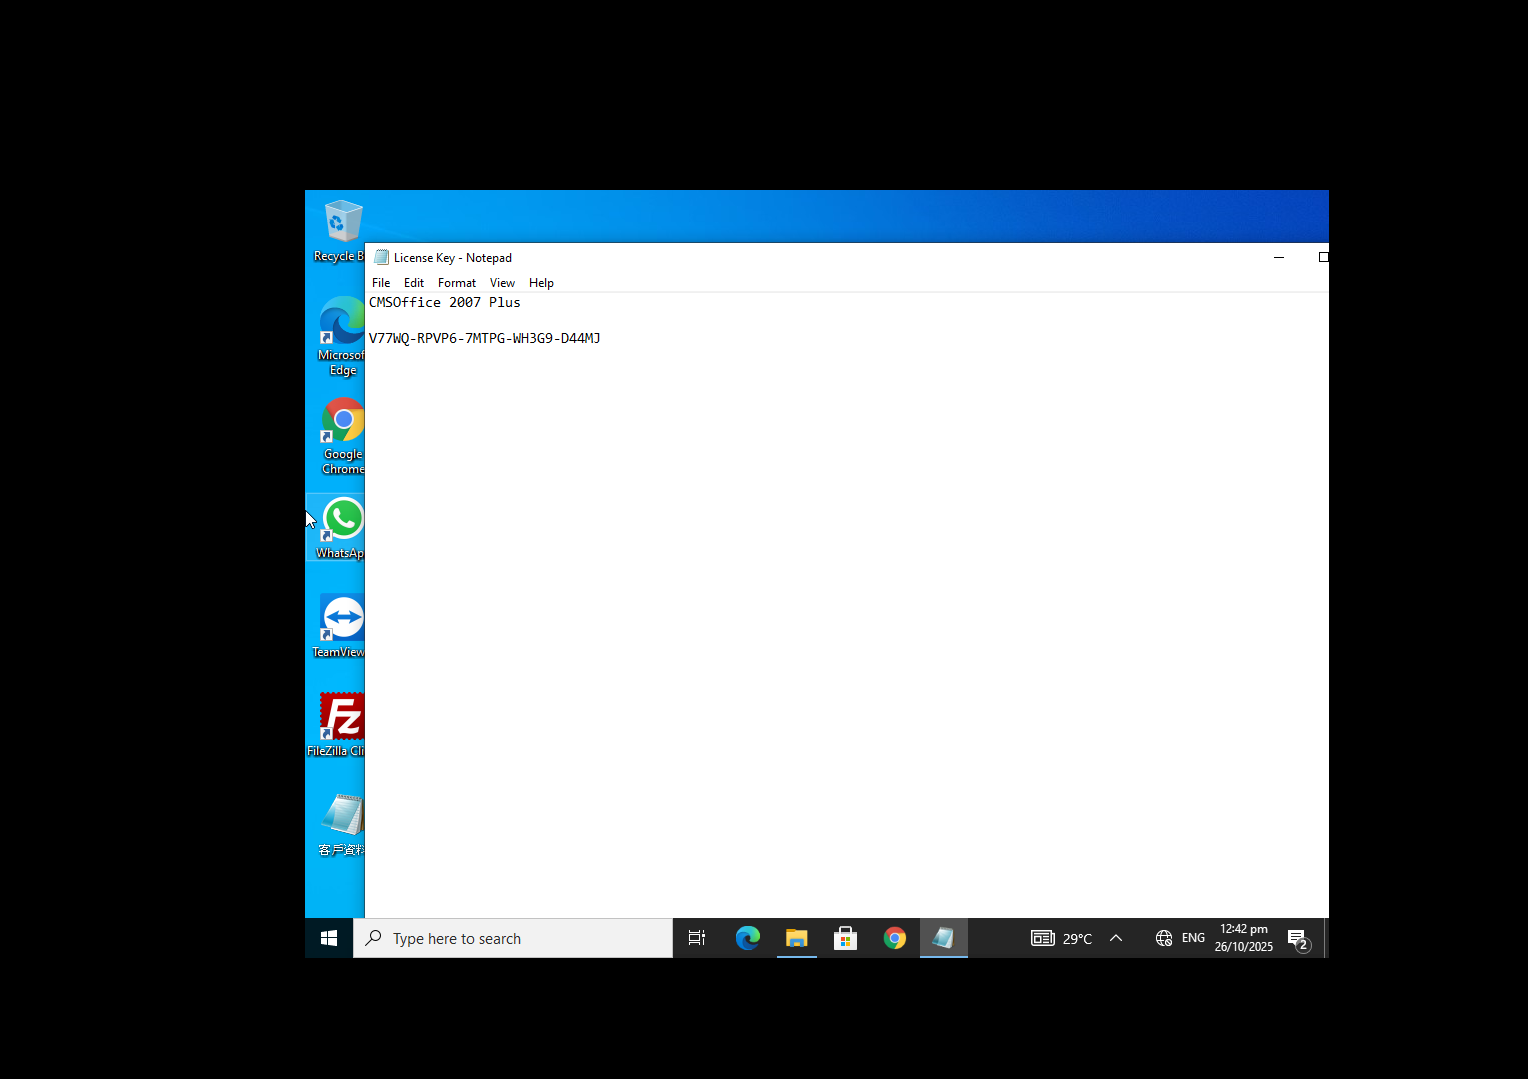 Recycle B
License Key - Notepad
File Edit Format View Help
CMSOffice 2007 Plus
V77WQ-RPVP6-7MTPG-WH3G9-D44MJ
Microsof
Edge
Google
Chrome
WhatsAp
TeamView
FileZilla Cli
客戶資料
Type here to search
29°C
ENG
12:42 pm
26/10/2025
2